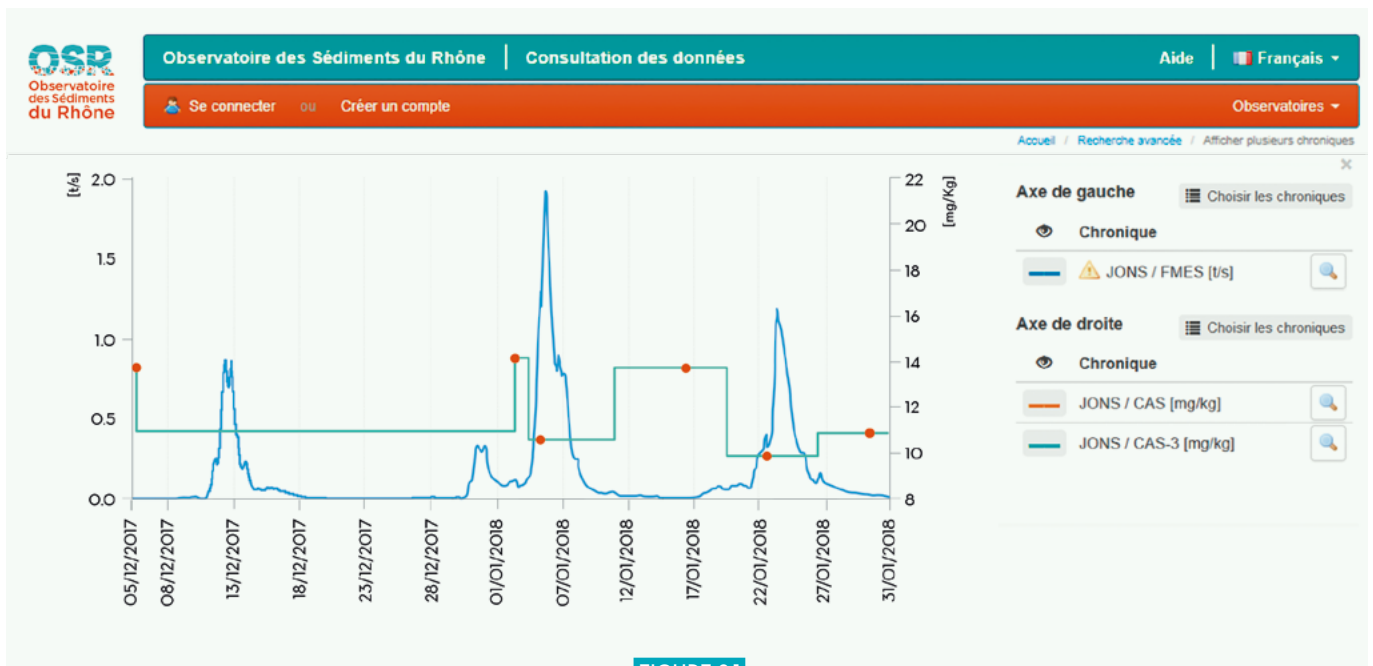 OSR
Observatoire
des Sédiments
du Rhône
Observatoire des Sédiments du Rhône | Consultation des données
Aide | Français
Se connecter ou Créer un compte
Observatoires
Accueil / Recherche avancée / Afficher plusieurs chroniques
[t/s]
2.0
1.5
1.0
0.5
0.0
22
20
18
16
14
12
10
8
[mg/Kg]
05/12/2017
08/12/2017
13/12/2017
18/12/2017
23/12/2017
28/12/2017
01/01/2018
07/01/2018
12/01/2018
17/01/2018
22/01/2018
27/01/2018
31/01/2018
×
Axe de gauche
Choisir les chroniques
Chronique
JONS / FMES [t/s]
Axe de droite
Choisir les chroniques
Chronique
JONS / CAS [mg/kg]
JONS / CAS-3 [mg/kg]